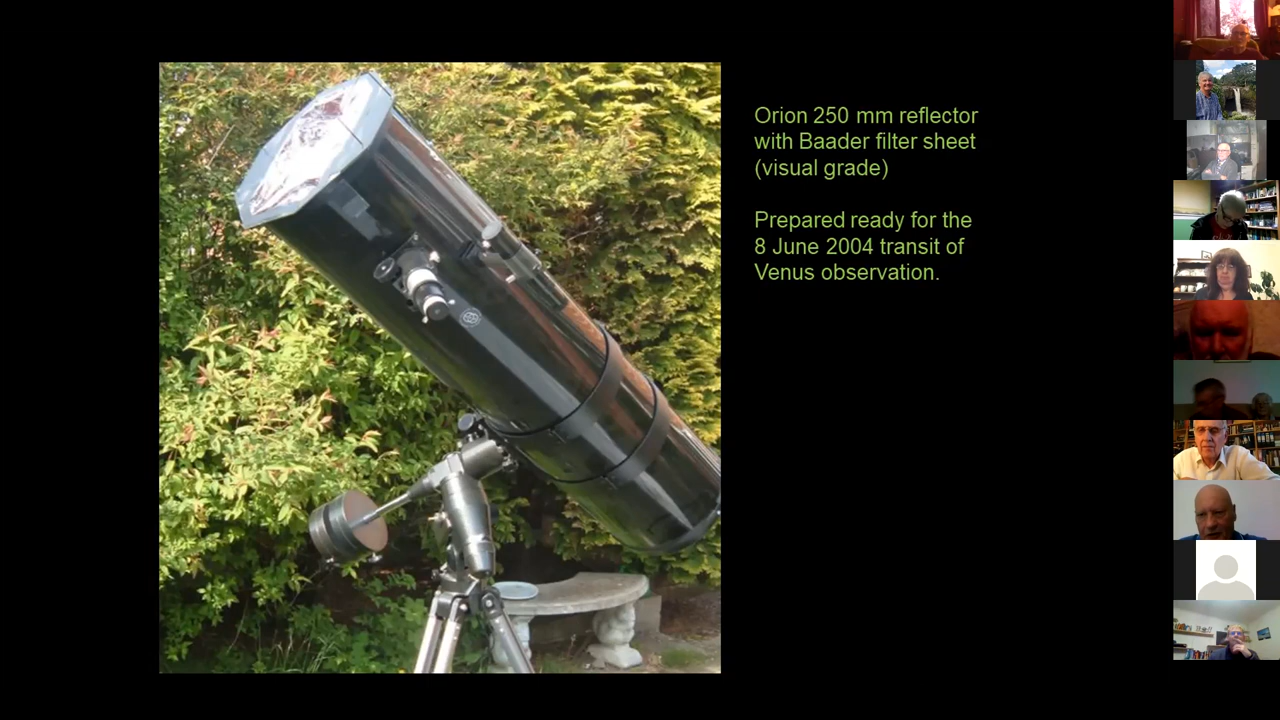 Orion 250 mm reflector
with Baader filter sheet
(visual grade)
Prepared ready for the
8 June 2004 transit of
Venus observation.